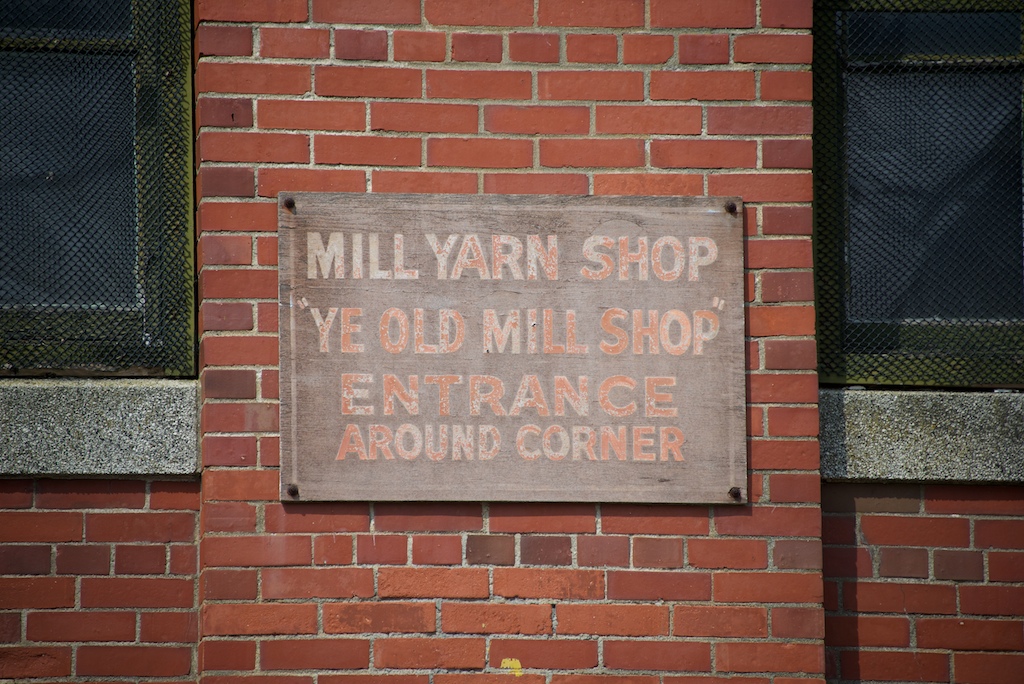 MILL YARN SHOP
"YE OLD MILL SHOP"
ENTRANCE
AROUND CORNER